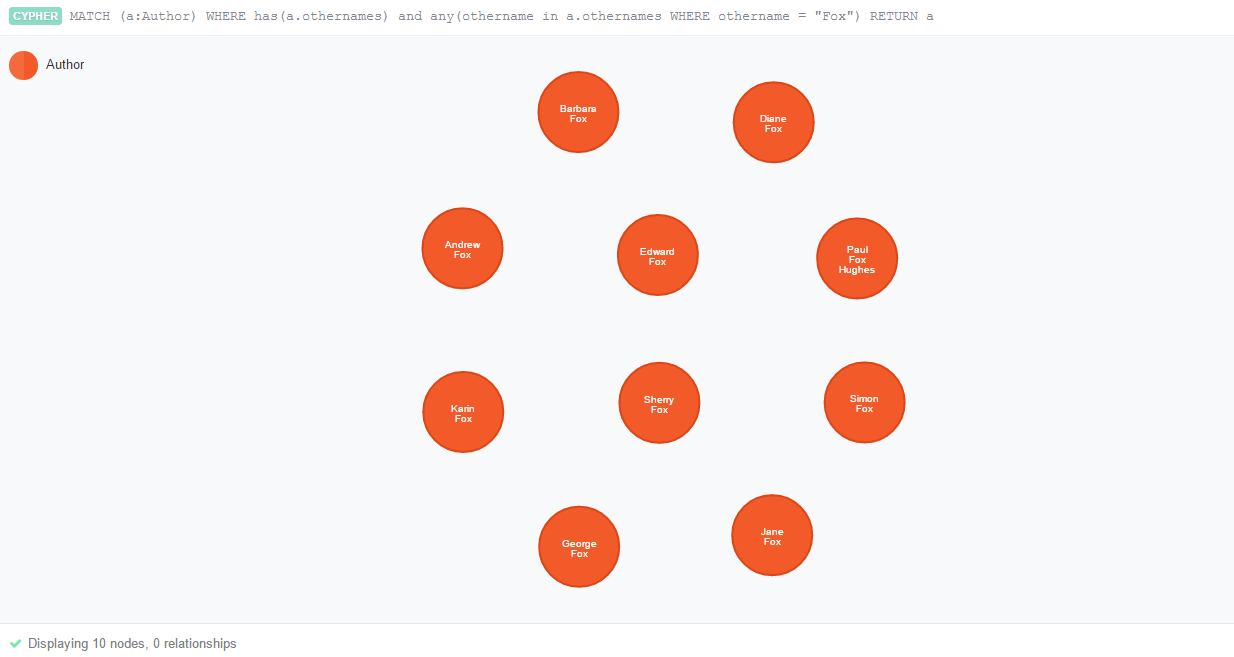 CYPHER MATCH (a:Author) WHERE has(a.othernames) and any(othername in a.othernames WHERE othername = "Fox") RETURN a
Author
Barbara
Fox
Diane
Fox
Andrew
Fox
Edward
Fox
Paul
Fox
Hughes
Karin
Fox
Sherry
Fox
Simon
Fox
George
Fox
Jane
Fox
Displaying 10 nodes, 0 relationships